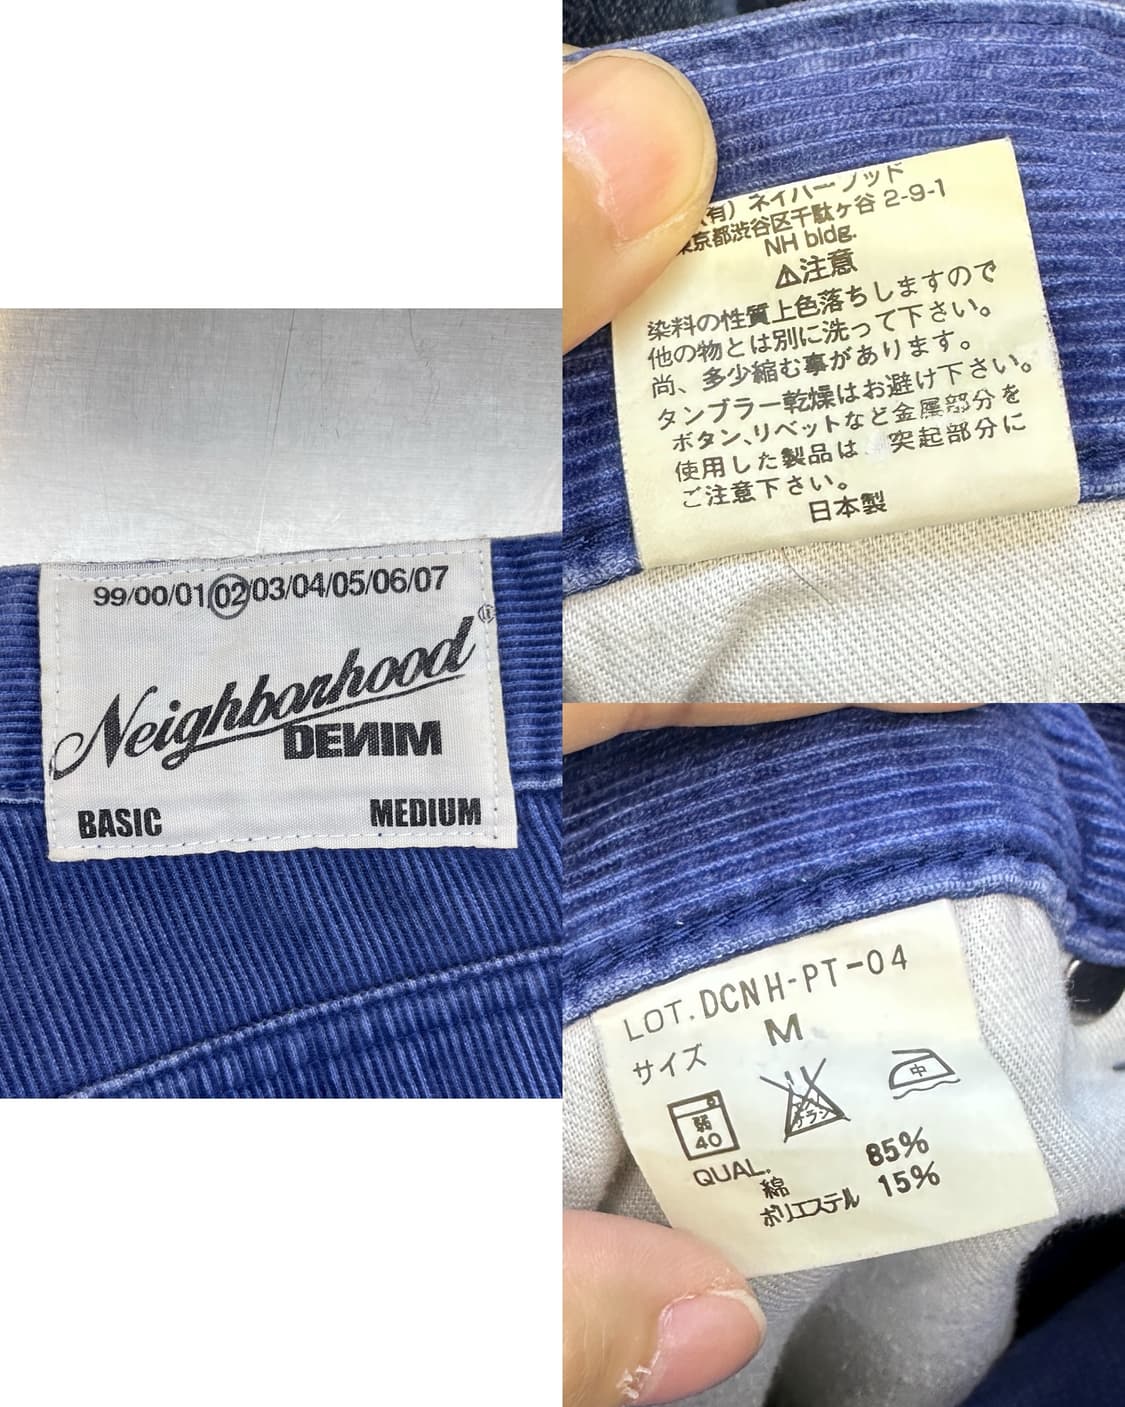 99/00/01/02/03/04/05/06/07
Neighborhood®
DENIM
BASIC MEDIUM
(有) ネイバーフッド
東京都渋谷区千駄ヶ谷 2-9-1
NH bldg.
⚠注意
染料の性質上色落ちしますので
他の物とは別に洗って下さい。
尚、多少縮む事があります。
タンブラー乾燥はお避け下さい。
ボタン、リベットなど金属部分を
使用した製品は 突起部分に
ご注意下さい。
日本製
LOT. DCNH-PT-04
サイズ M
弱
40
エンソ
サラシ
中
QUAL.
綿 85%
ポリエステル 15%